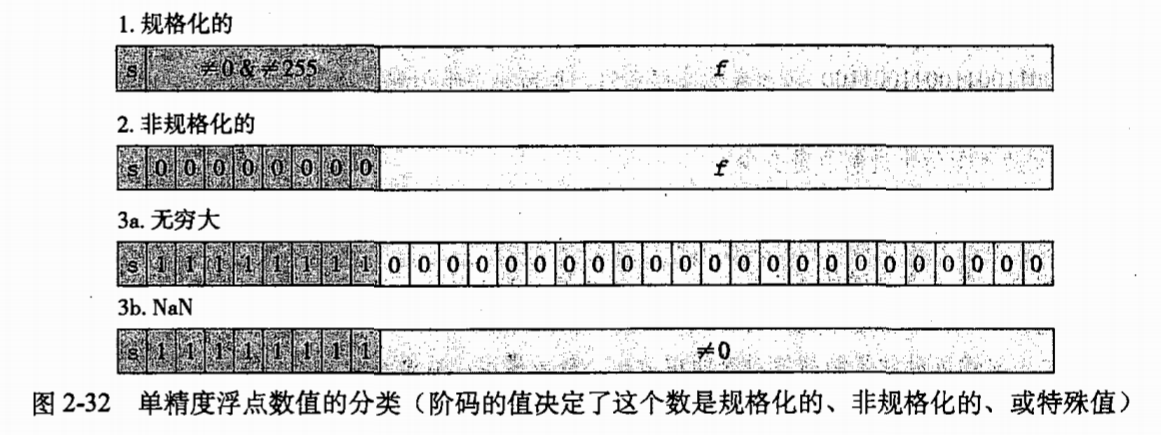 1. 规格化的
s ≠0 & ≠255 f
2. 非规格化的
s 0 0 0 0 0 0 0 0 f
3a. 无穷大
s 1 1 1 1 1 1 1 1 0 0 0 0 0 0 0 0 0 0 0 0 0 0 0 0 0 0 0 0 0 0 0
3b. NaN
s 1 1 1 1 1 1 1 1 ≠0
图 2-32 单精度浮点数值的分类（阶码的值决定了这个数是规格化的、非规格化的、或特殊值）